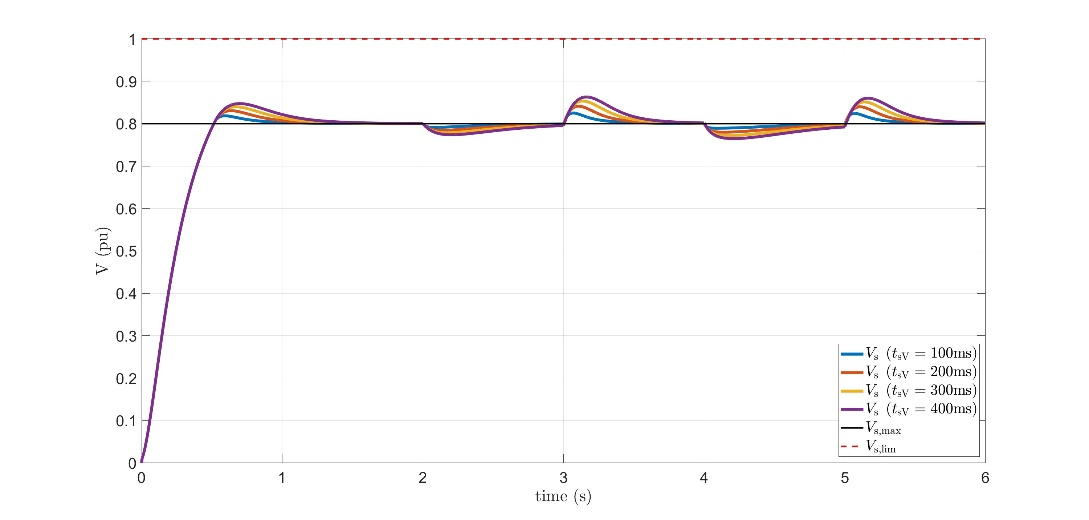 1
0.9
0.8
0.7
0.6
0.5
0.4
0.3
0.2
0.1
0
V (pu)
0 1 2 3 4 5 6
time (s)
Vs (tsV = 100ms)
Vs (tsV = 200ms)
Vs (tsV = 300ms)
Vs (tsV = 400ms)
Vs,max
Vs,lim